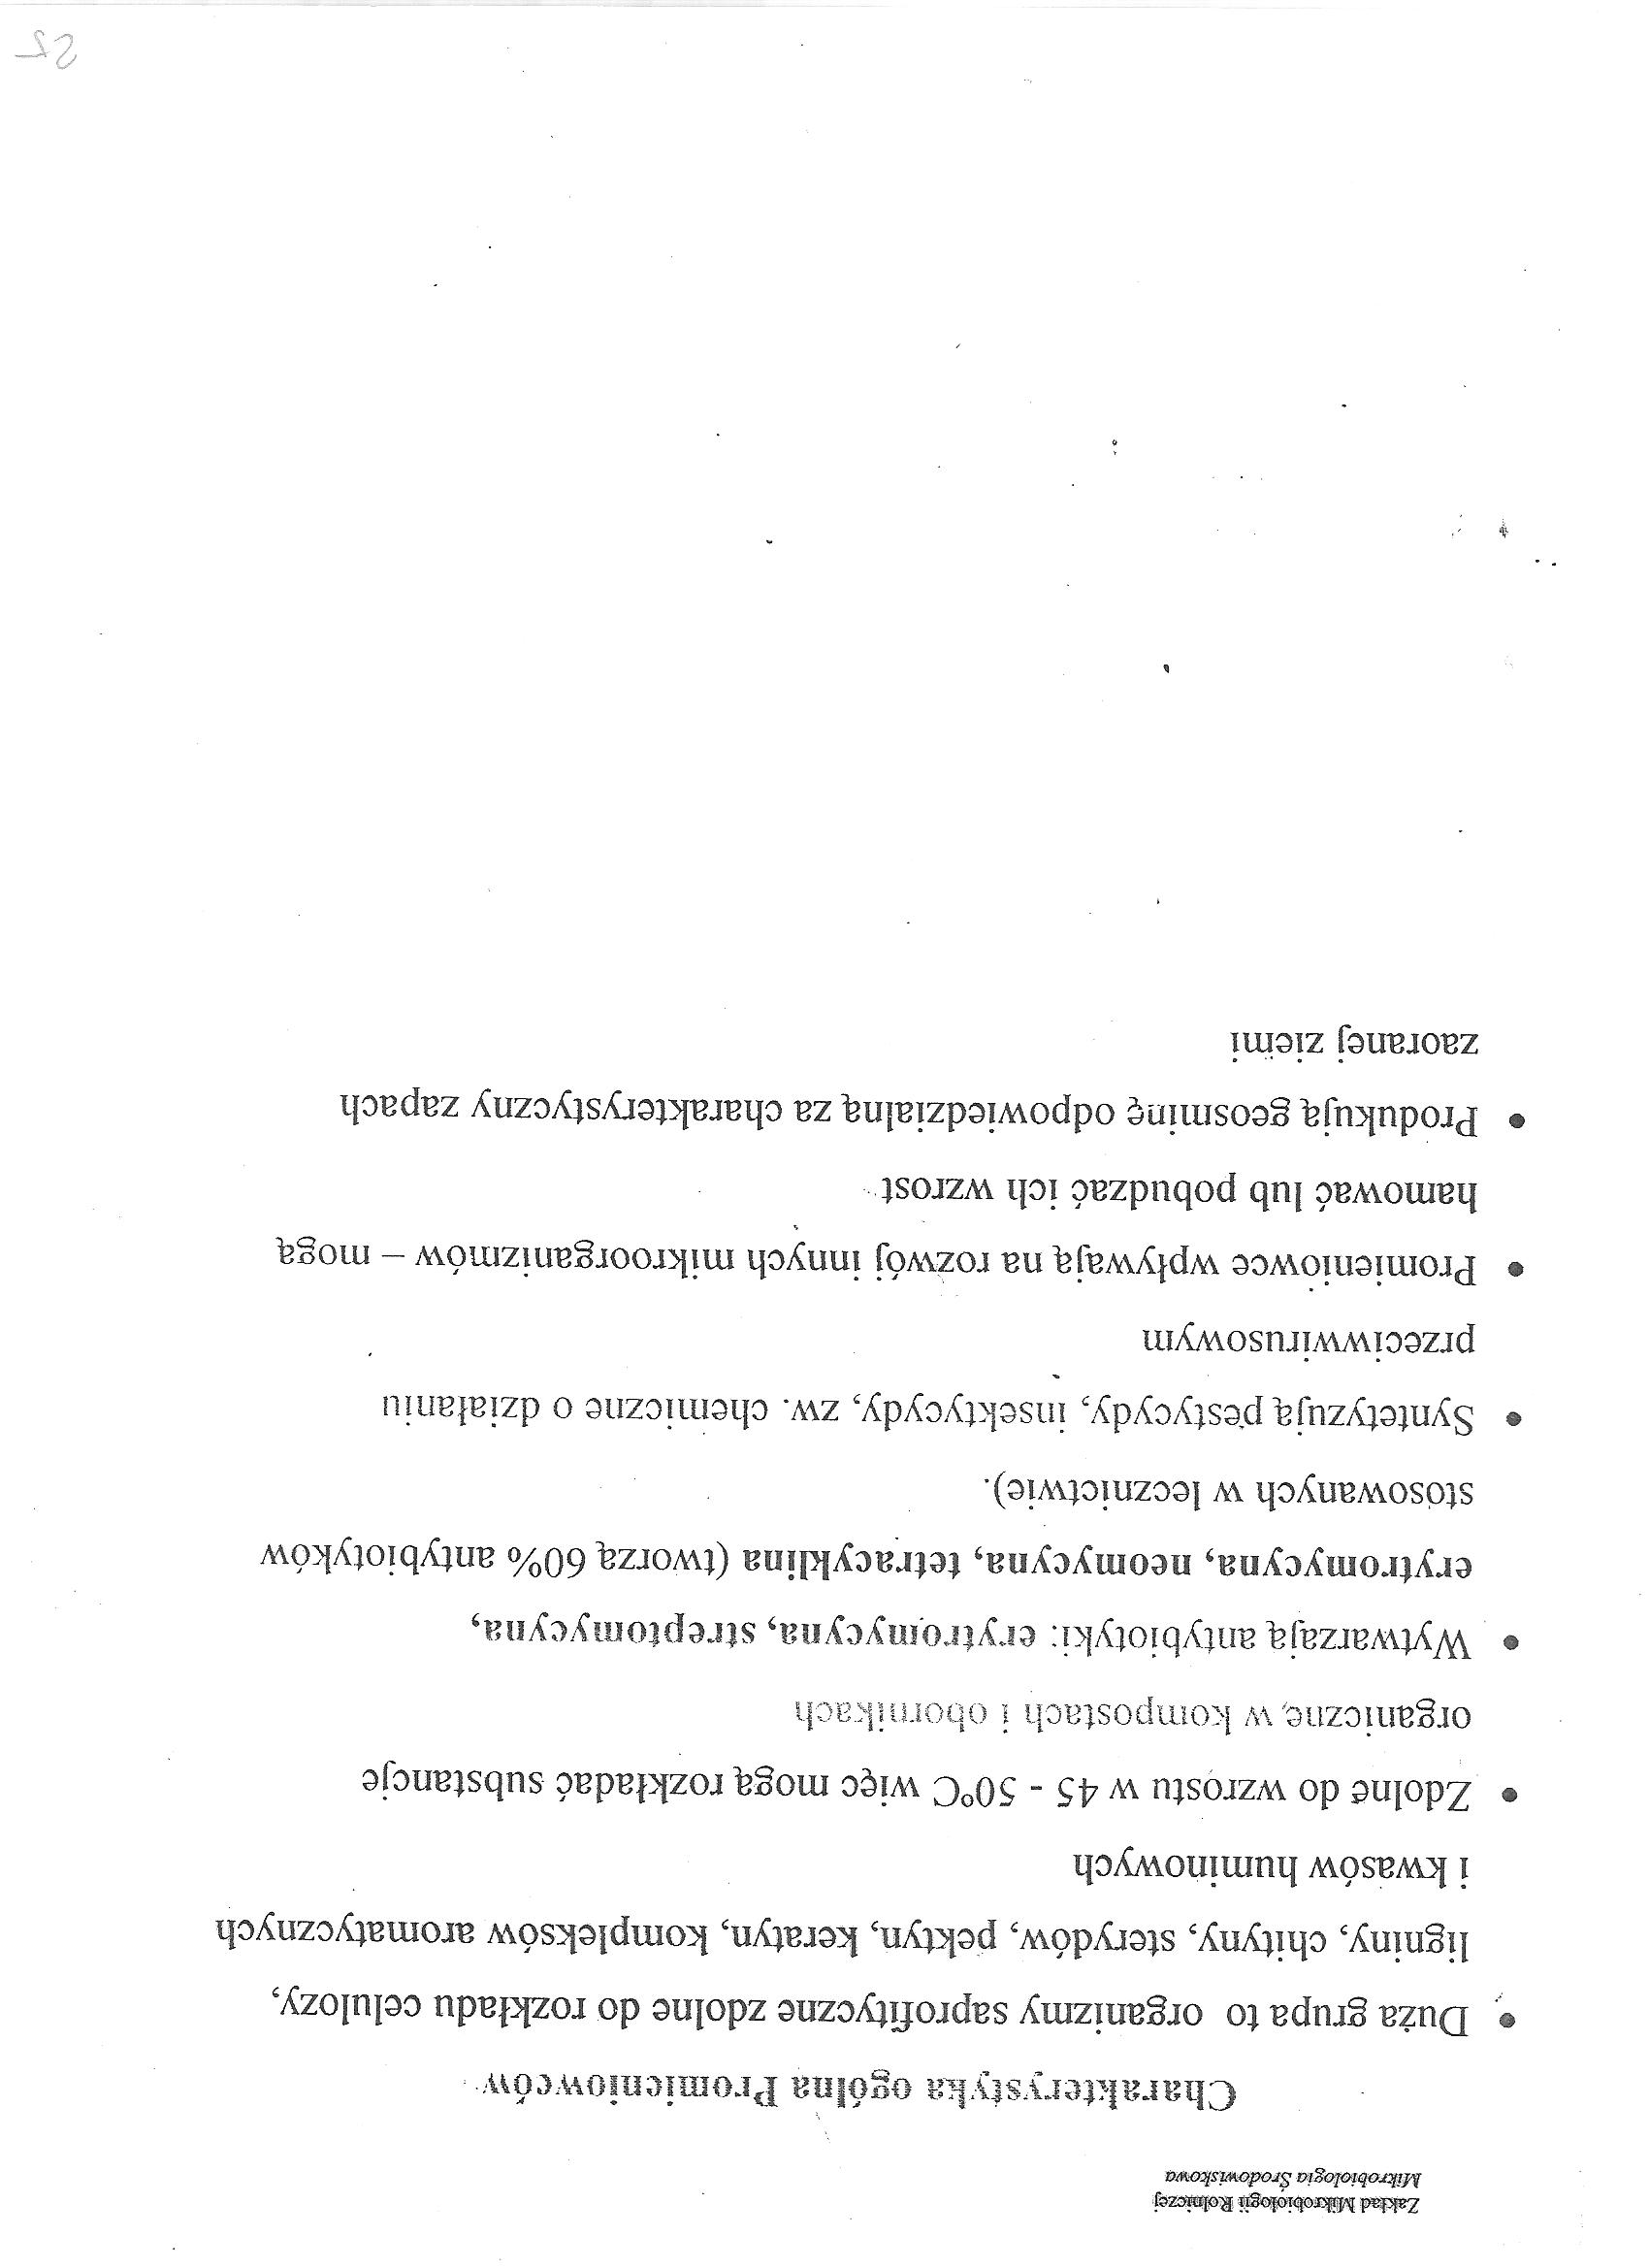 Zakład Mikrobiologii Rolniczej
Mikrobiologia Środowiskowa
Charakterystyka ogólna Promieniowców
• Duża grupa to organizmy saprofityczne zdolne do rozkładu celulozy,
ligniny, chityny, sterydów, pektyn, keratyn, kompleksów aromatycznych
i kwasów huminowych
• Zdolne do wzrostu w 45 - 50°C więc mogą rozkładać substancje
organiczne, w kompostach i obornikach
• Wytwarzają antybiotyki: erytromycyna, streptomycyna,
erytromycyna, neomycyna, tetracyklina (tworzą 60% antybiotyków
stosowanych w lecznictwie).
• Syntetyzują pestycydy, insektycydy, zw. chemiczne o działaniu
przeciwwirusowym
• Promieniowce wpływają na rozwój innych mikroorganizmów – mogą
hamować lub pobudzać ich wzrost
• Produkują geosminę odpowiedzialną za charakterystyczny zapach
zaoranej ziemi